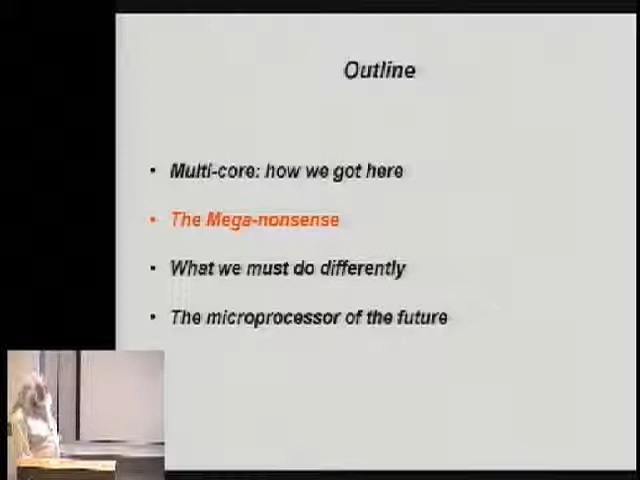 Outline
• Multi-core: how we got here
• The Mega-nonsense
• What we must do differently
• The microprocessor of the future